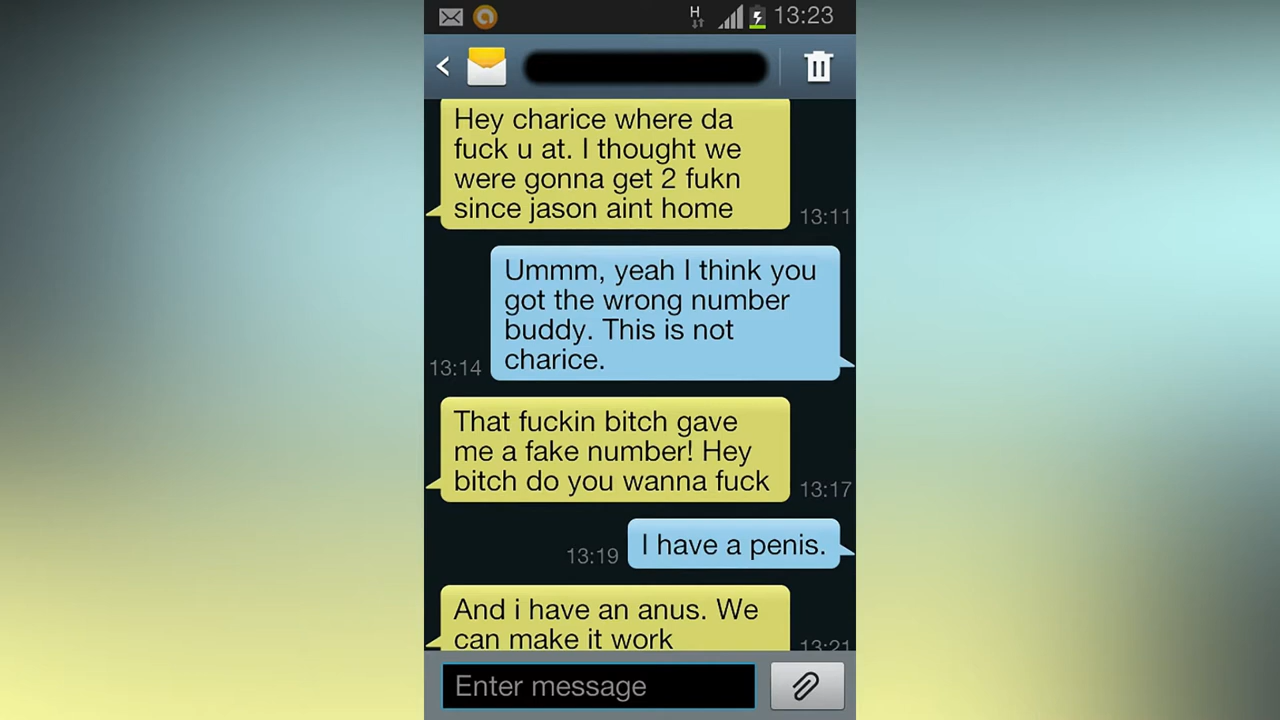 H
13:23
Hey charice where da
fuck u at. I thought we
were gonna get 2 fukn
since jason aint home
13:11
Ummm, yeah I think you
got the wrong number
buddy. This is not
charice.
13:14
That fuckin bitch gave
me a fake number! Hey
bitch do you wanna fuck
13:17
I have a penis.
13:19
And i have an anus. We
can make it work
13:21
Enter message